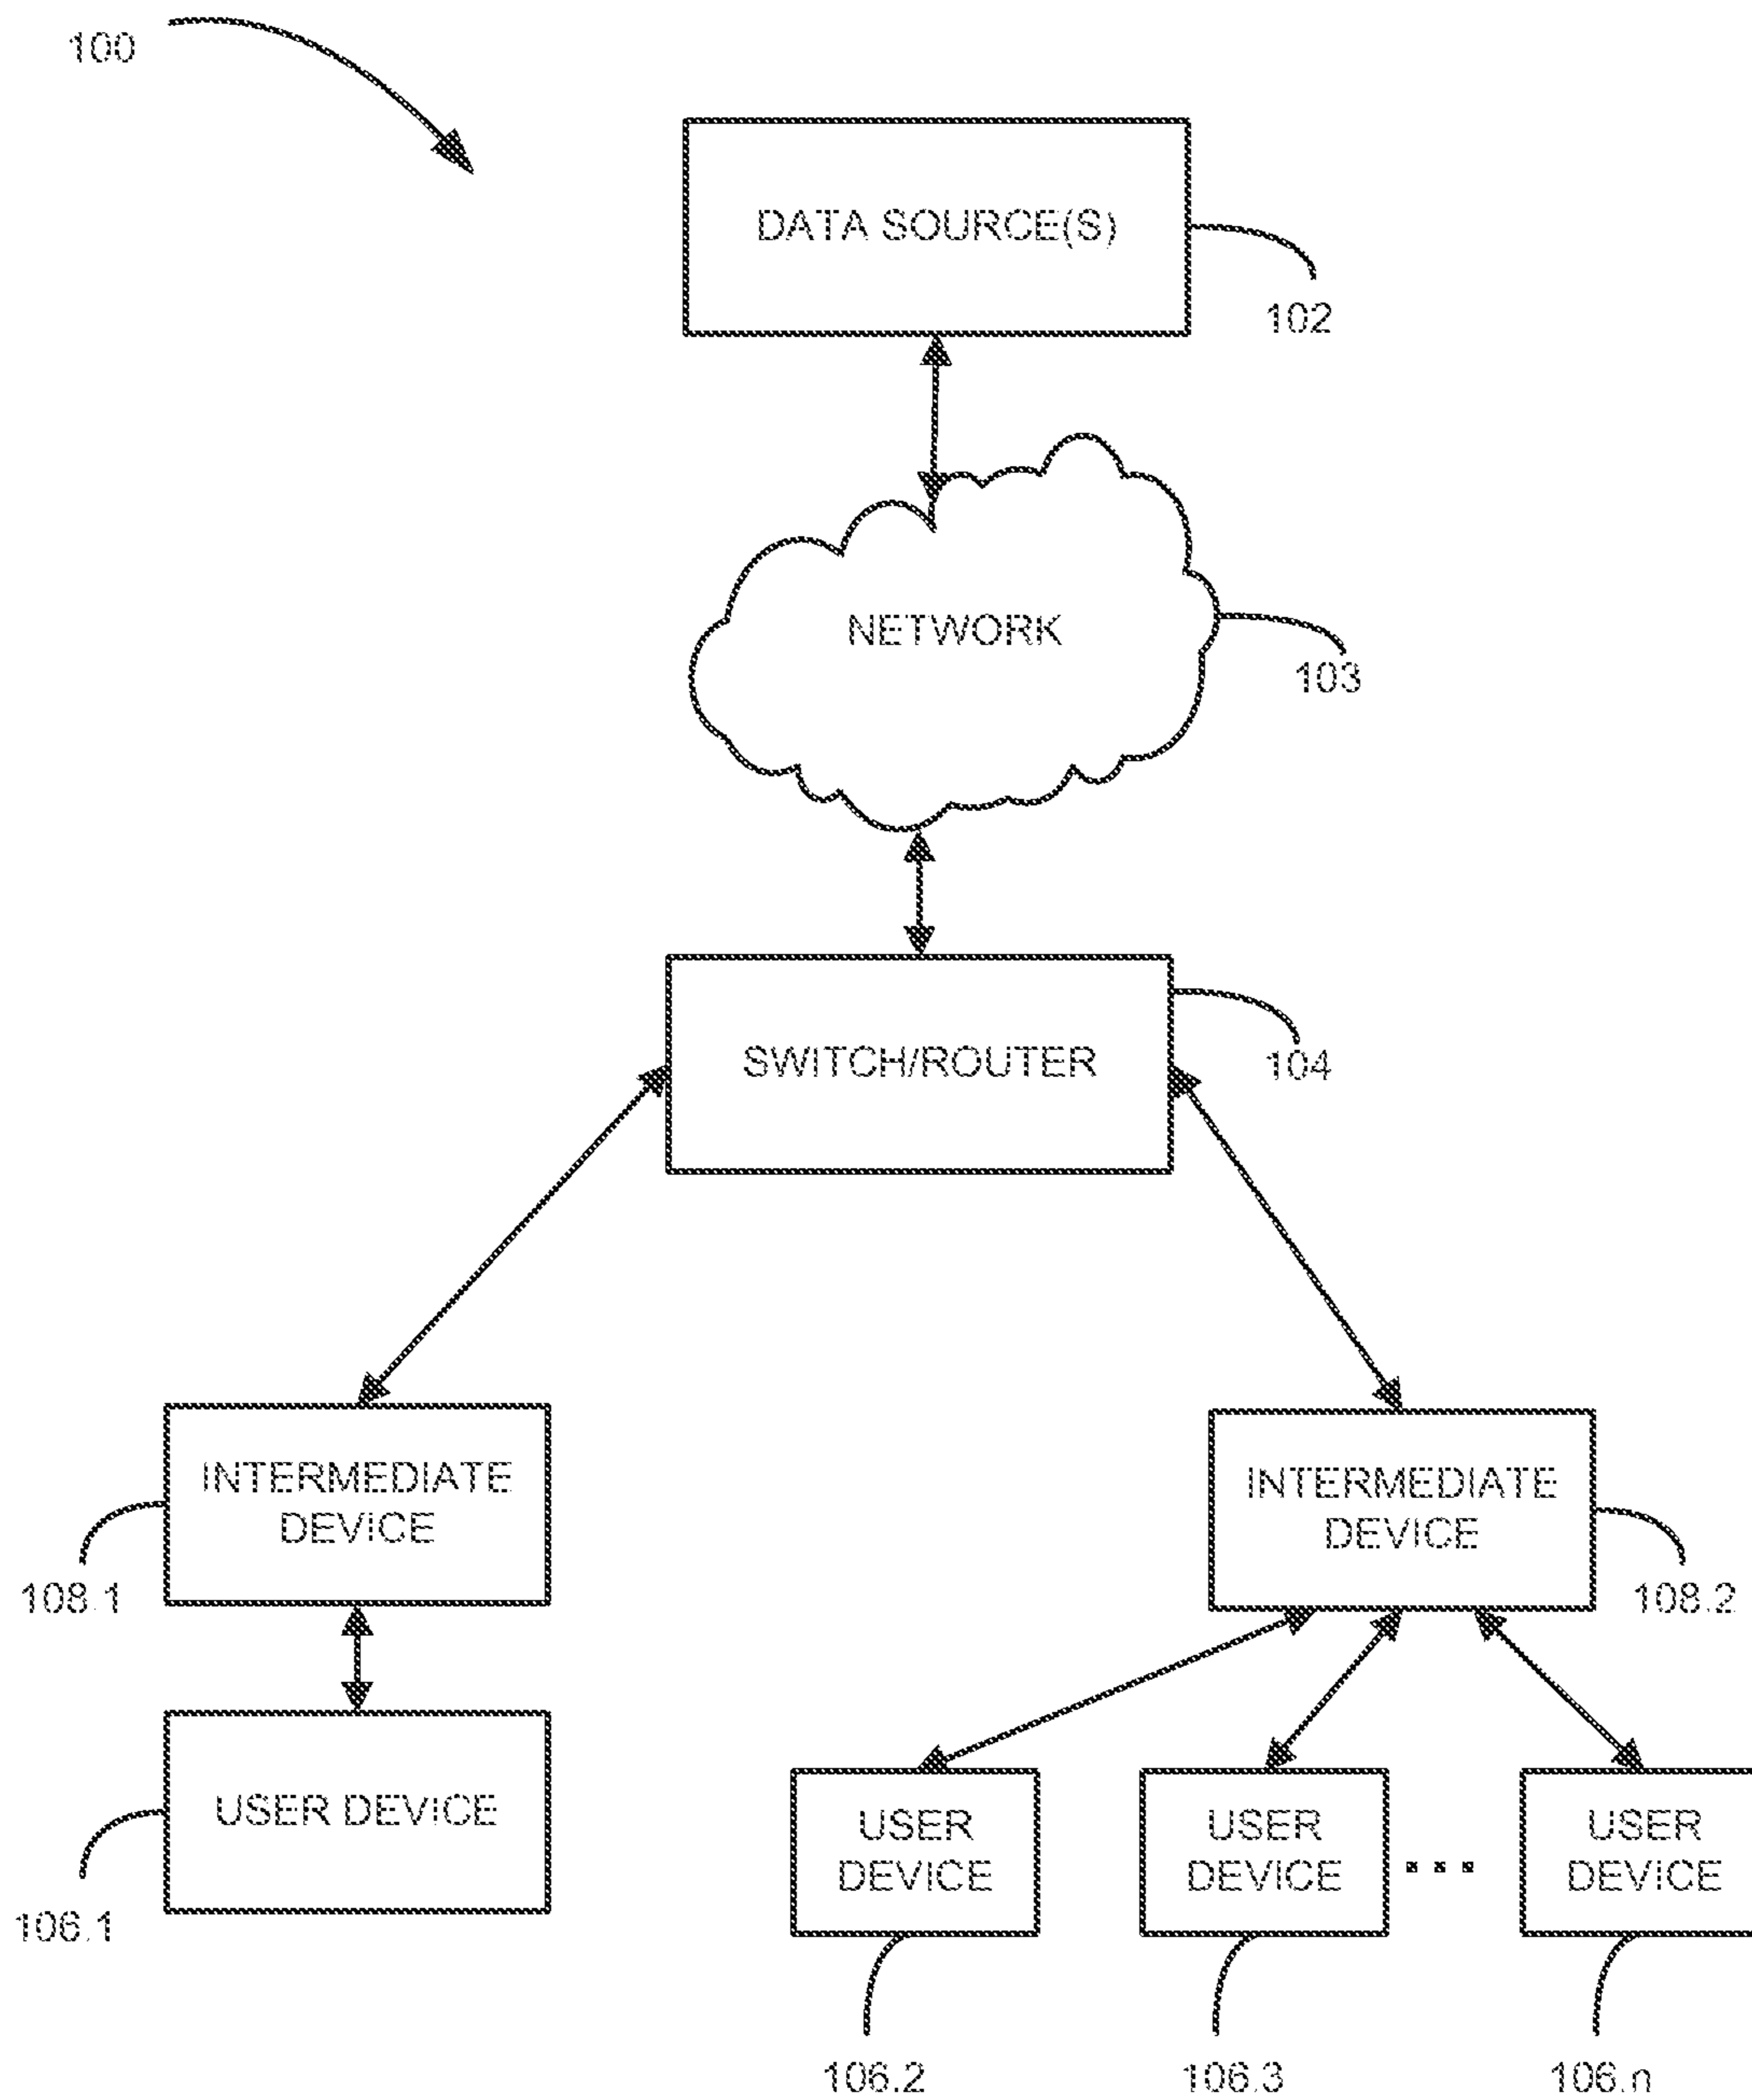 100
DATA SOURCE(S)
102
NETWORK
103
SWITCH/ROUTER
104
INTERMEDIATE
DEVICE
108.1
INTERMEDIATE
DEVICE
108.2
USER DEVICE
106.1
USER
DEVICE
106.2
USER
DEVICE
106.3
...
USER
DEVICE
106.n